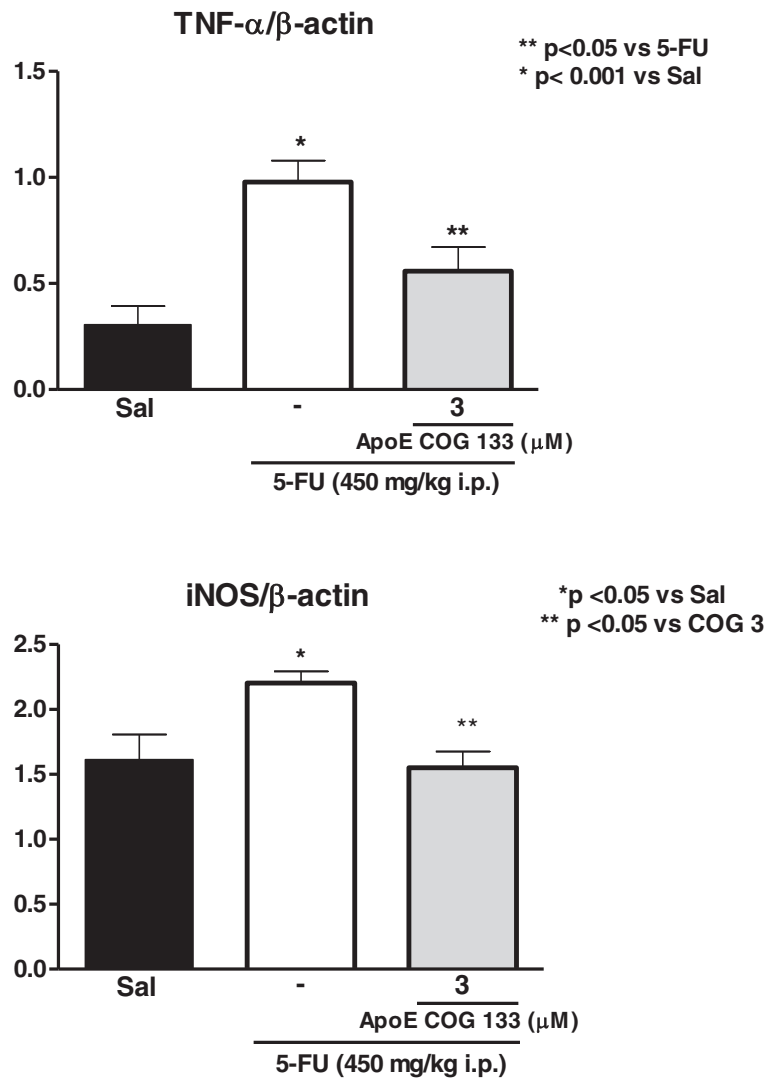 TNF-α/β-actin
** p<0.05 vs 5-FU
* p< 0.001 vs Sal
1.5
1.0
0.5
0.0
*
**
Sal
-
3
ApoE COG 133 (μM)
5-FU (450 mg/kg i.p.)
iNOS/β-actin
*p <0.05 vs Sal
** p <0.05 vs COG 3
2.5
2.0
1.5
1.0
0.5
0.0
*
**
Sal
-
3
ApoE COG 133 (μM)
5-FU (450 mg/kg i.p.)